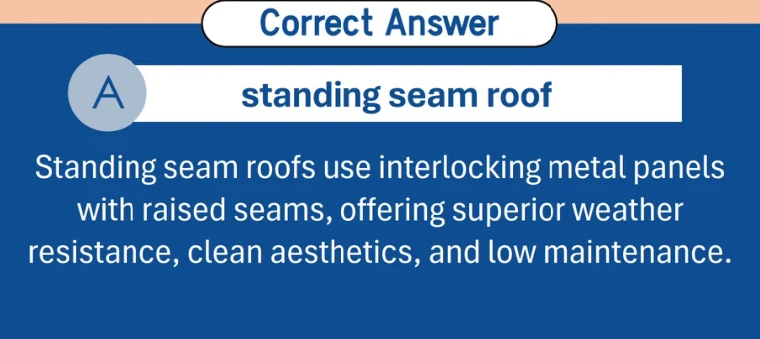 Correct Answer
A
standing seam roof
Standing seam roofs use interlocking metal panels
with raised seams, offering superior weather
resistance, clean aesthetics, and low maintenance.